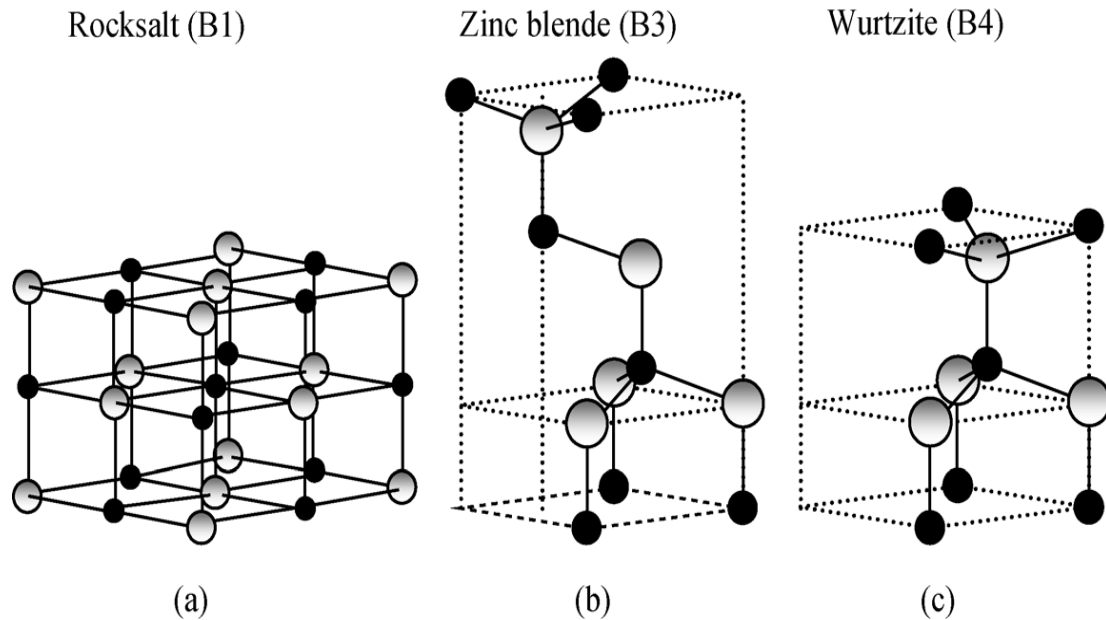 Rocksalt (B1)
Zinc blende (B3)
Wurtzite (B4)
(a)
(b)
(c)